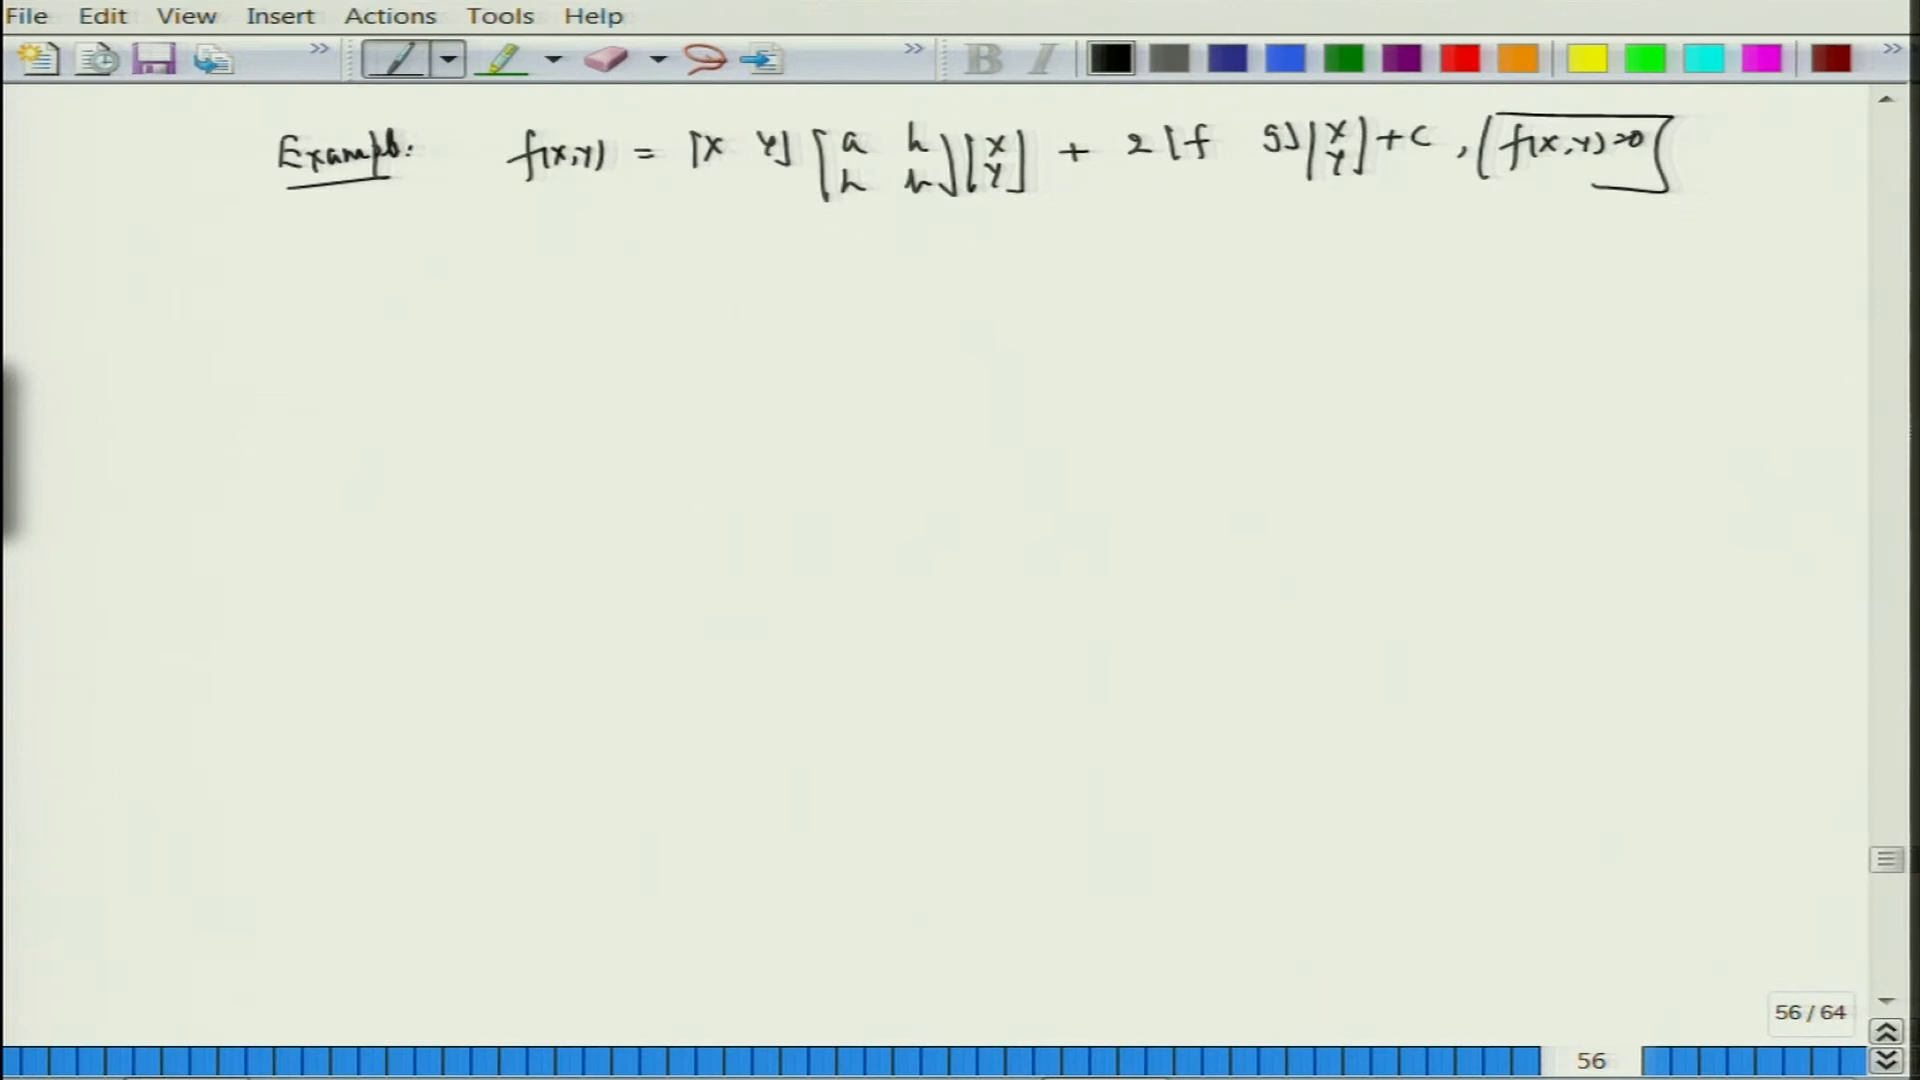 File Edit View Insert Actions Tools Help
B I
Example: f(x,y) = [x y] [a h; h b] [x; y] + 2 [f g] [x; y] + c, f(x,y)=0
56 / 64
56